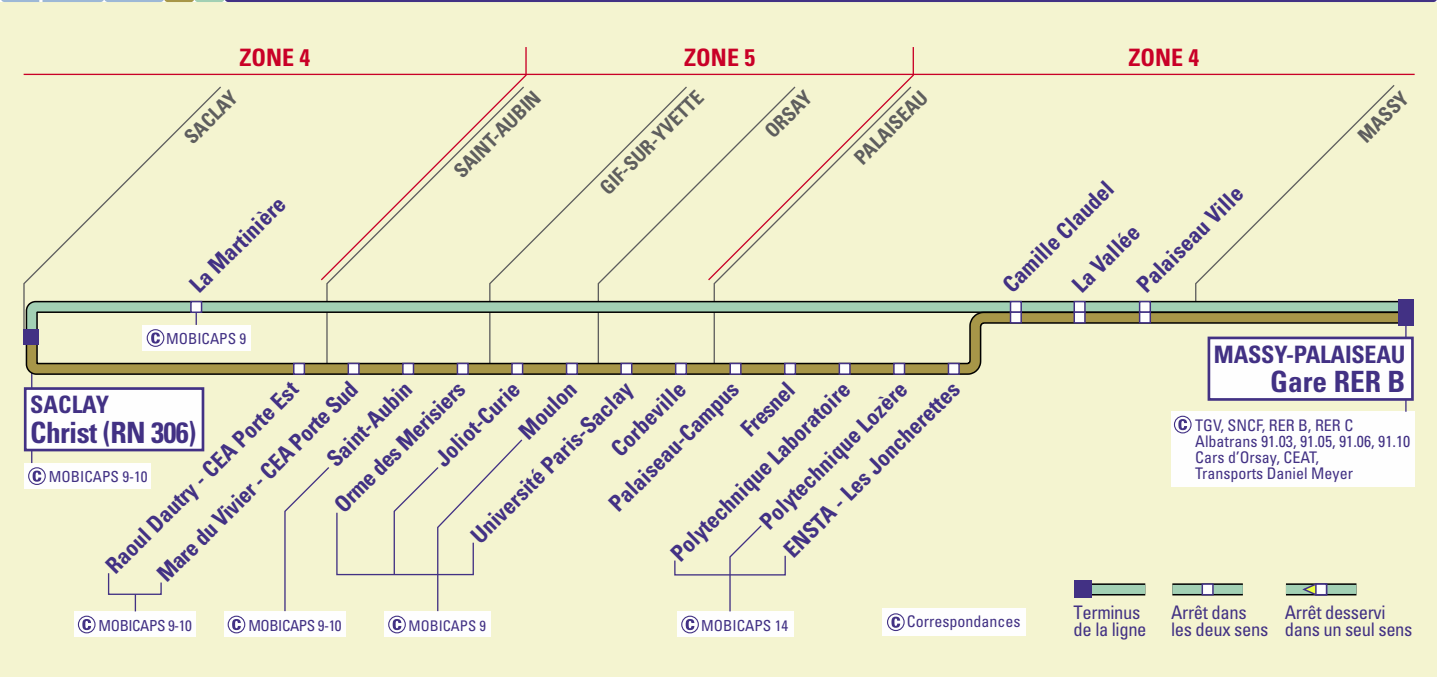 ZONE 4
ZONE 5
ZONE 4
SACLAY
SAINT-AUBIN
GIF-SUR-YVETTE
ORSAY
PALAISEAU
MASSY
La Martinière
Camille Claudel
La Vallée
Palaiseau Ville
C MOBICAPS 9
SACLAY
Christ (RN 306)
C MOBICAPS 9-10
MASSY-PALAISEAU
Gare RER B
C TGV, SNCF, RER B, RER C
Albatrans 91.03, 91.05, 91.06, 91.10
Cars d'Orsay, CEAT,
Transports Daniel Meyer
Raoul Dautry - CEA Porte Est
Mare du Vivier - CEA Porte Sud
Saint-Aubin
Orme des Merisiers
Joliot-Curie
Moulon
Université Paris-Saclay
Corbeville
Palaiseau-Campus
Fresnel
Polytechnique Laboratoire
Polytechnique Lozère
ENSTA - Les Joncherettes
C MOBICAPS 9-10
C MOBICAPS 9-10
C MOBICAPS 9
C MOBICAPS 14
C Correspondances
Terminus
de la ligne
Arrêt dans
les deux sens
Arrêt desservi
dans un seul sens